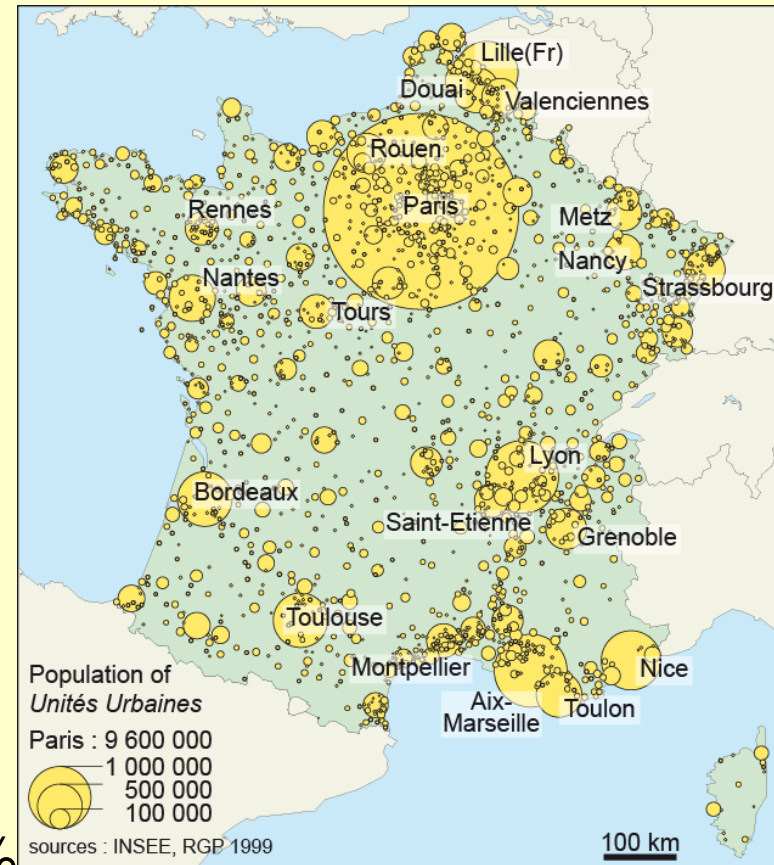 Lille(Fr)
Douai
Valenciennes
Rouen
Paris
Rennes
Metz
Nancy
Nantes
Strassbourg
Tours
Lyon
Bordeaux
Saint-Etienne
Grenoble
Toulouse
Montpellier
Nice
Aix-
Marseille
Toulon
Population of
Unités Urbaines
Paris : 9 600 000
1 000 000
500 000
100 000
sources : INSEE, RGP 1999
100 km
%